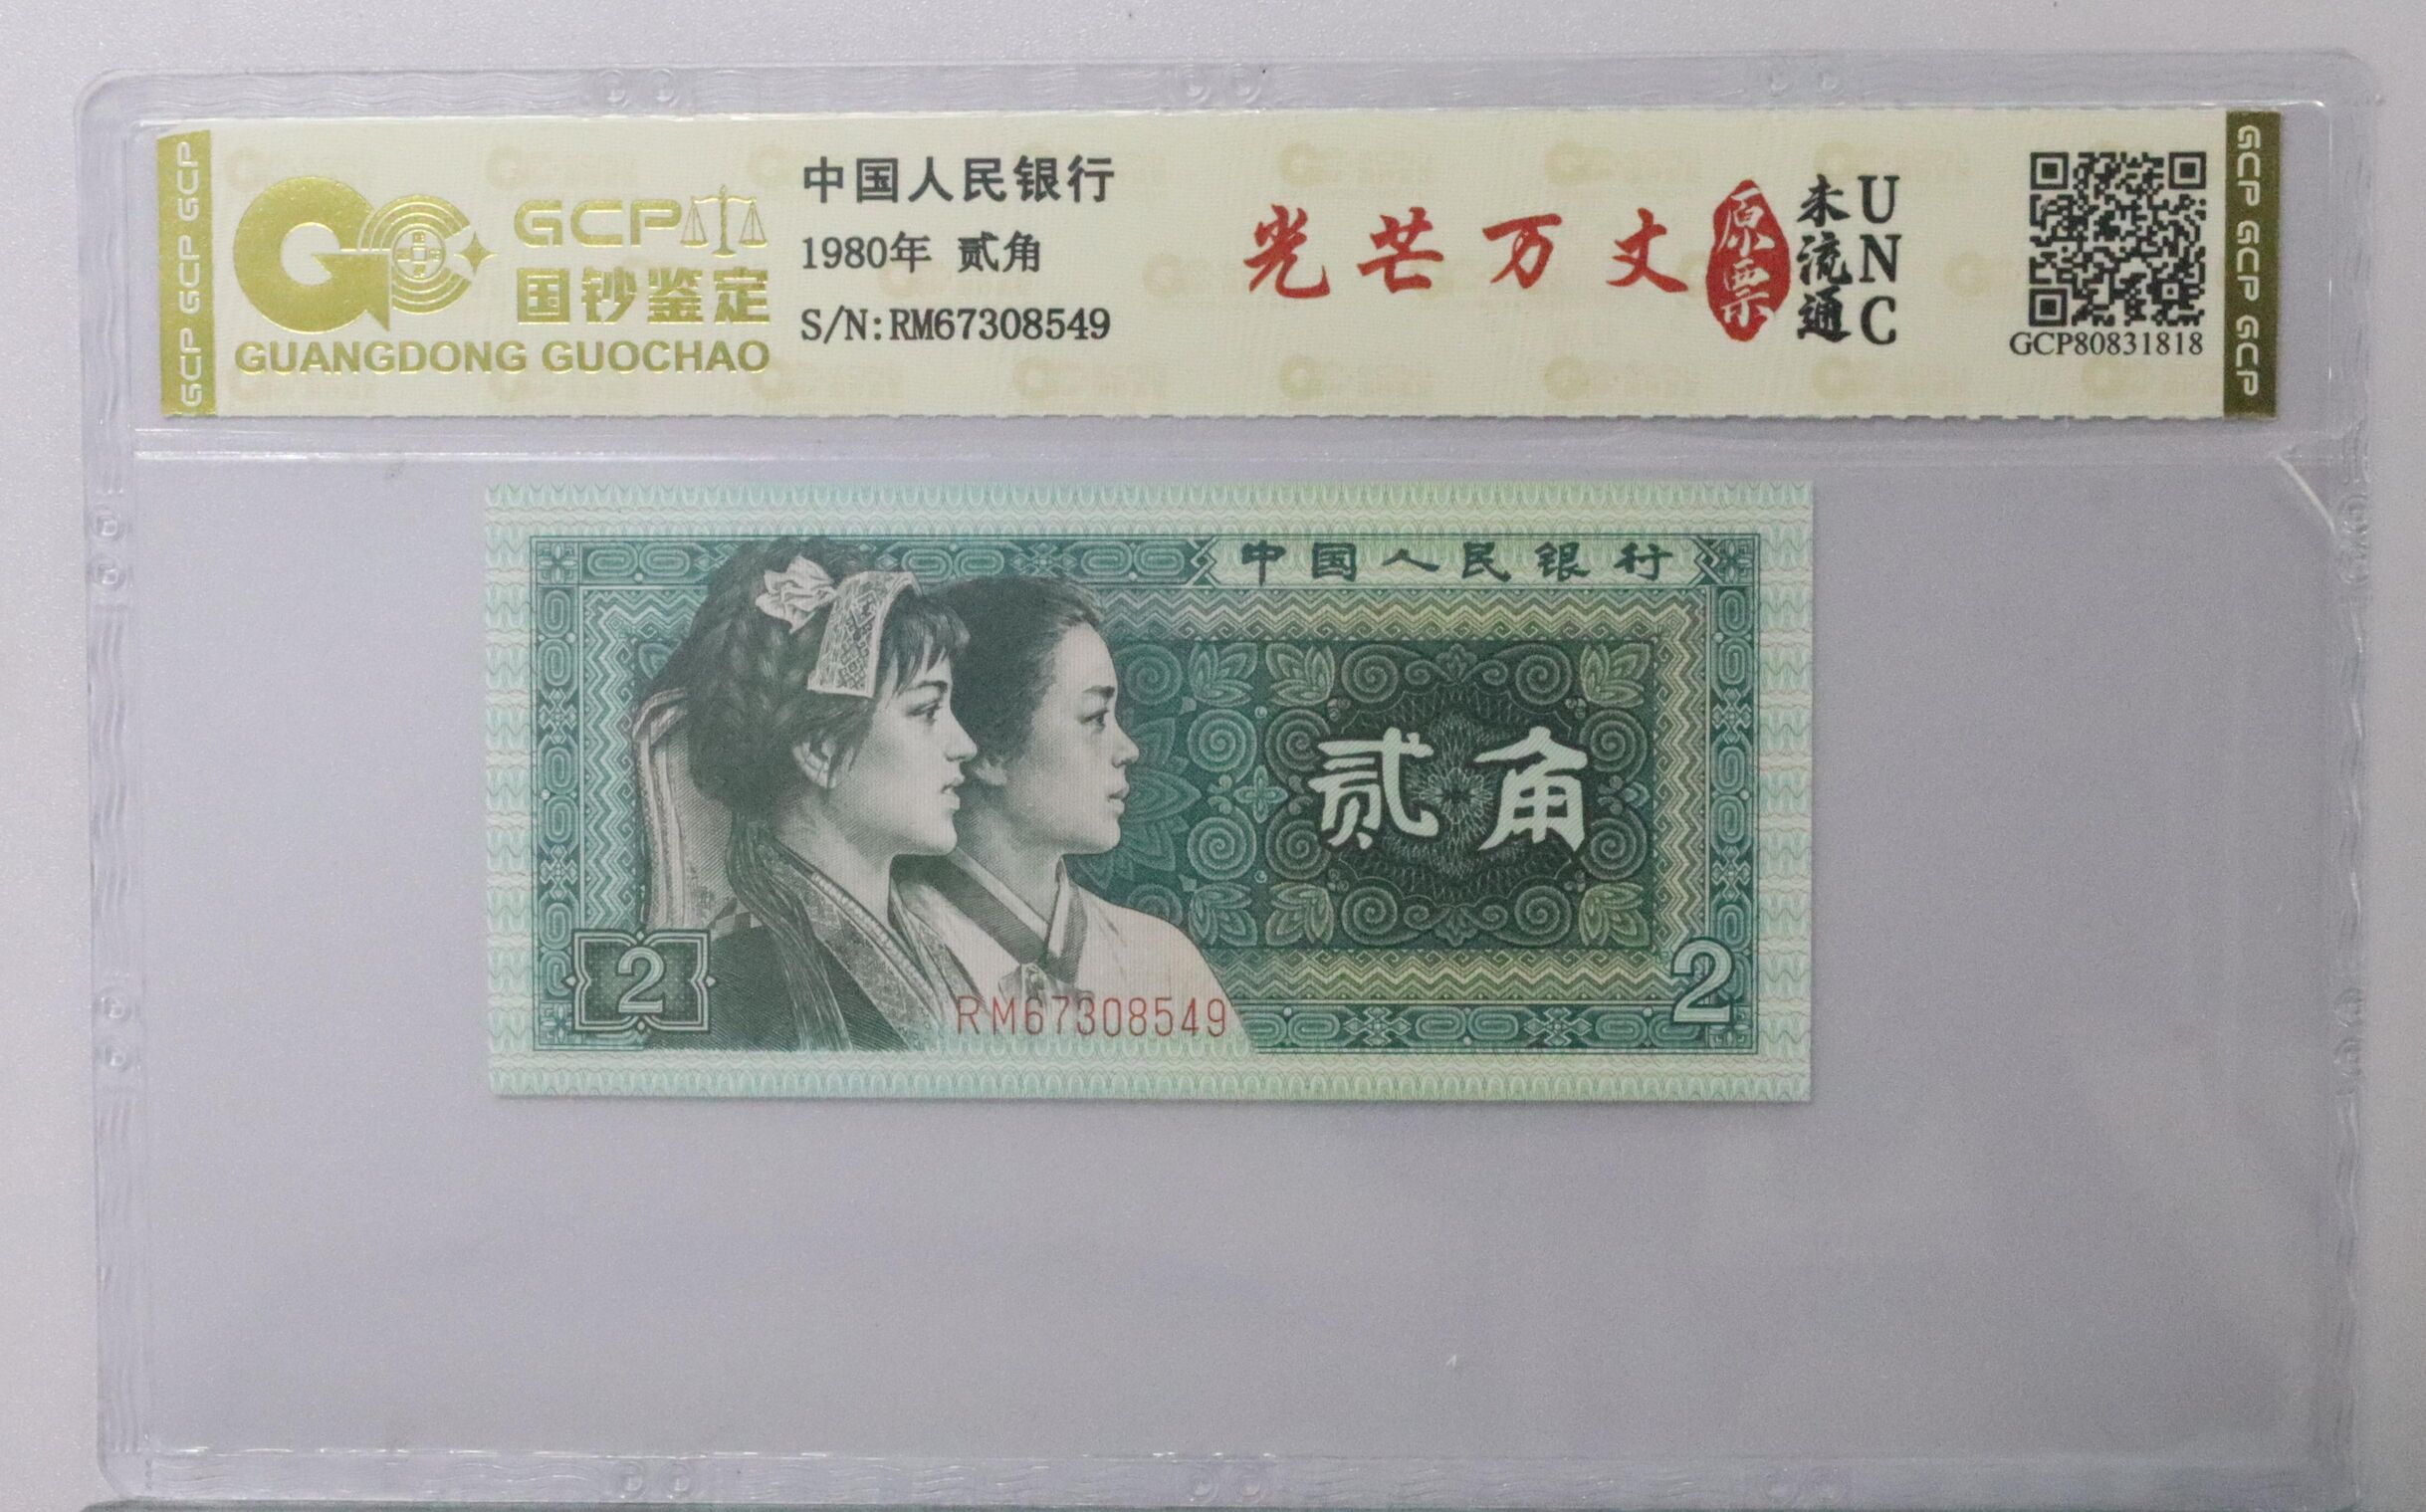 GCP GCP GCP
GCP
国钞鉴定
GUANGDONG GUOCHAO
中国人民银行
1980年 贰角
S/N:RM67308549
光芒万丈
原票
未流通
UNC
GCP80831818
GCP GCP GCP
中国人民银行
贰角
2
RM67308549
2